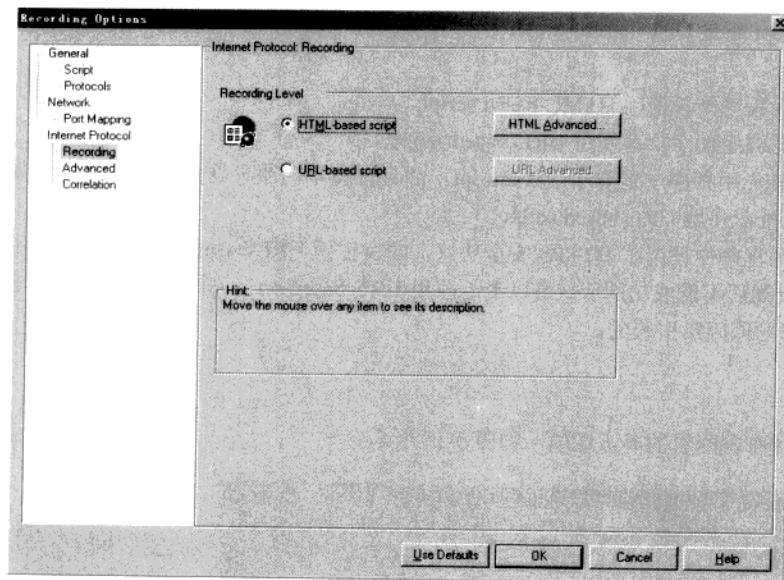 Recording Options
General
Script
Protocols
Network
Port Mapping
Internet Protocol
Recording
Advanced
Correlation
Internet Protocol: Recording
Recording Level
HTML-based script
HTML Advanced...
URL-based script
URL Advanced...
Hint:
Move the mouse over any item to see its description.
Use Defaults
OK
Cancel
Help